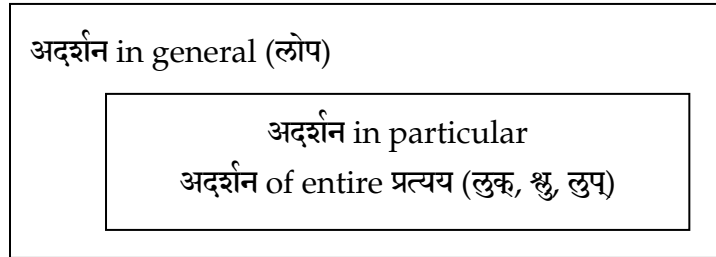 अदर्शन in general (लोप)
अदर्शन in particular
अदर्शन of entire प्रत्यय (लुक्, श्लु, लुप्)